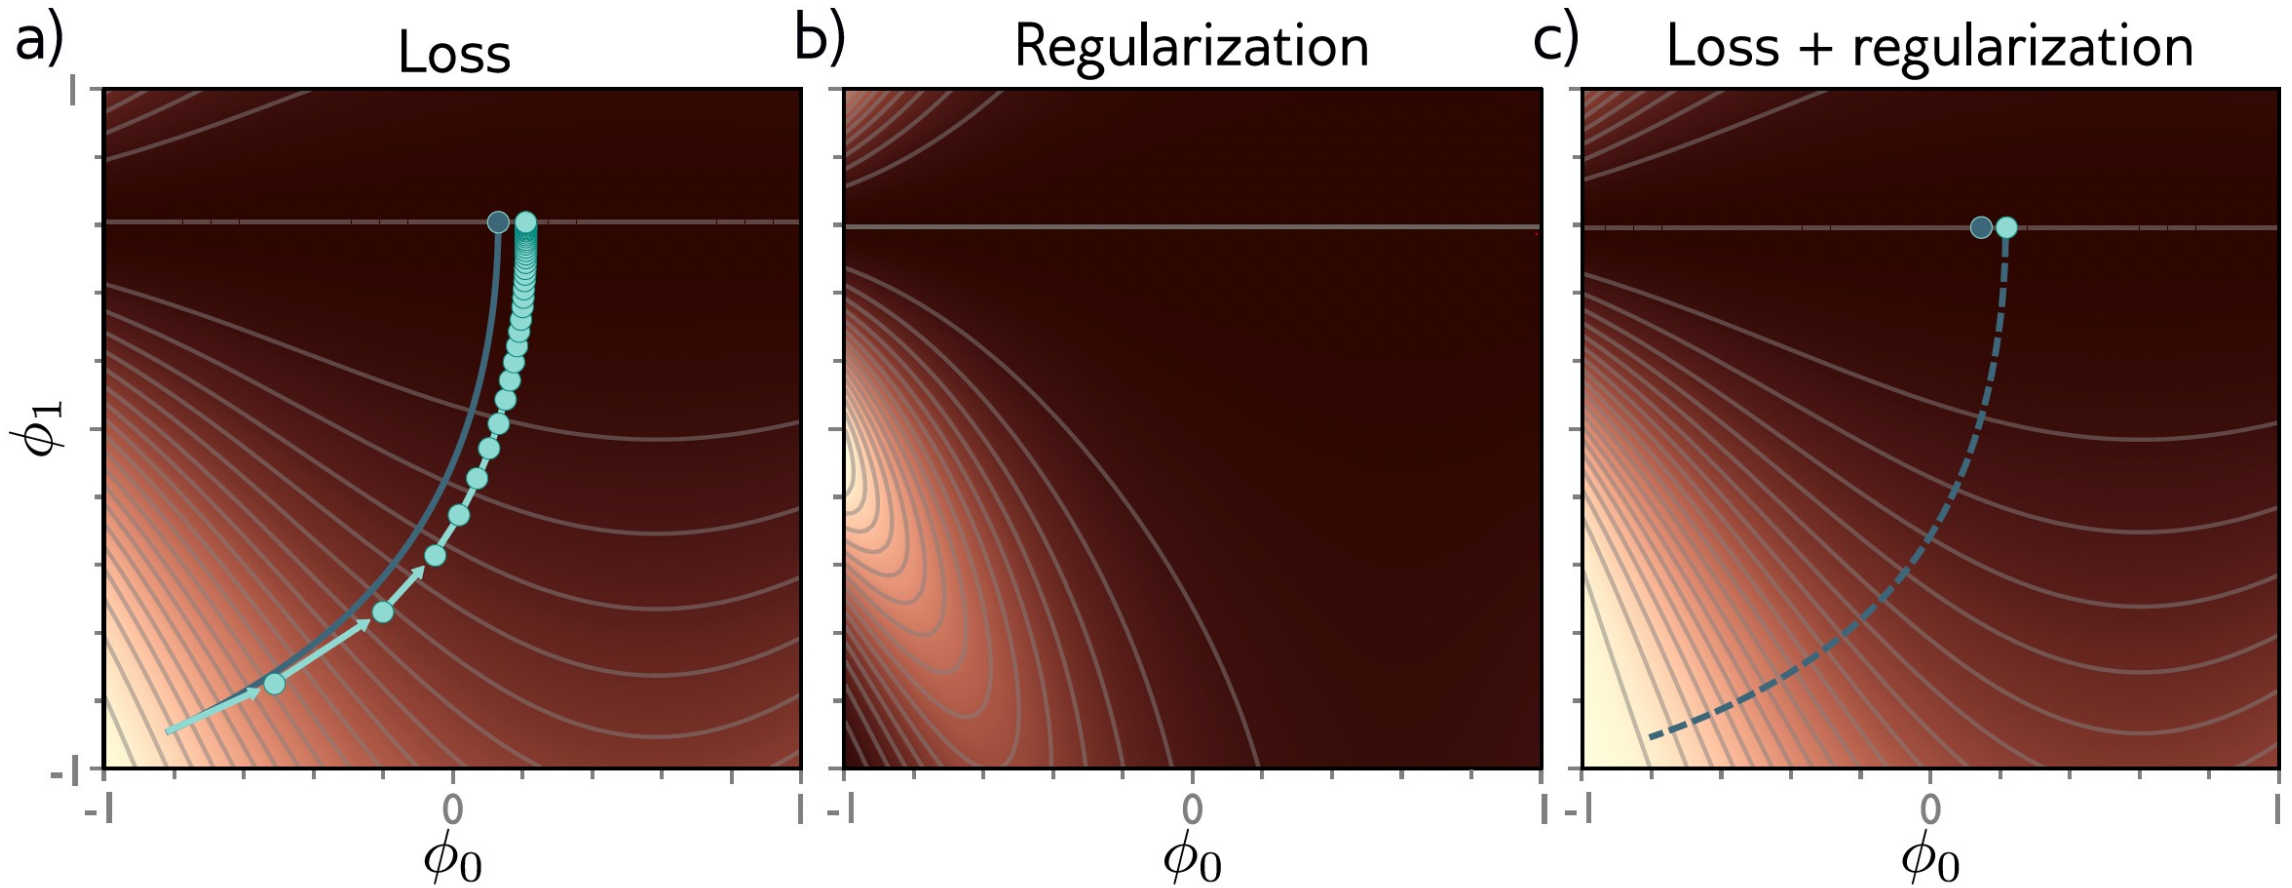 a) Loss
b) Regularization
c) Loss + regularization
1
ϕ₁
-1
-1 0 1
ϕ₀
-1 0 1
ϕ₀
-1 0 1
ϕ₀